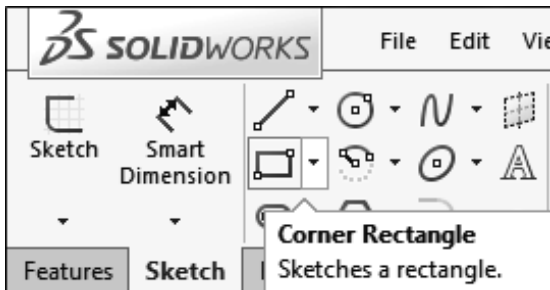 SOLIDWORKS
File Edit
Sketch
Smart
Dimension
Corner Rectangle
Sketches a rectangle.
Features Sketch